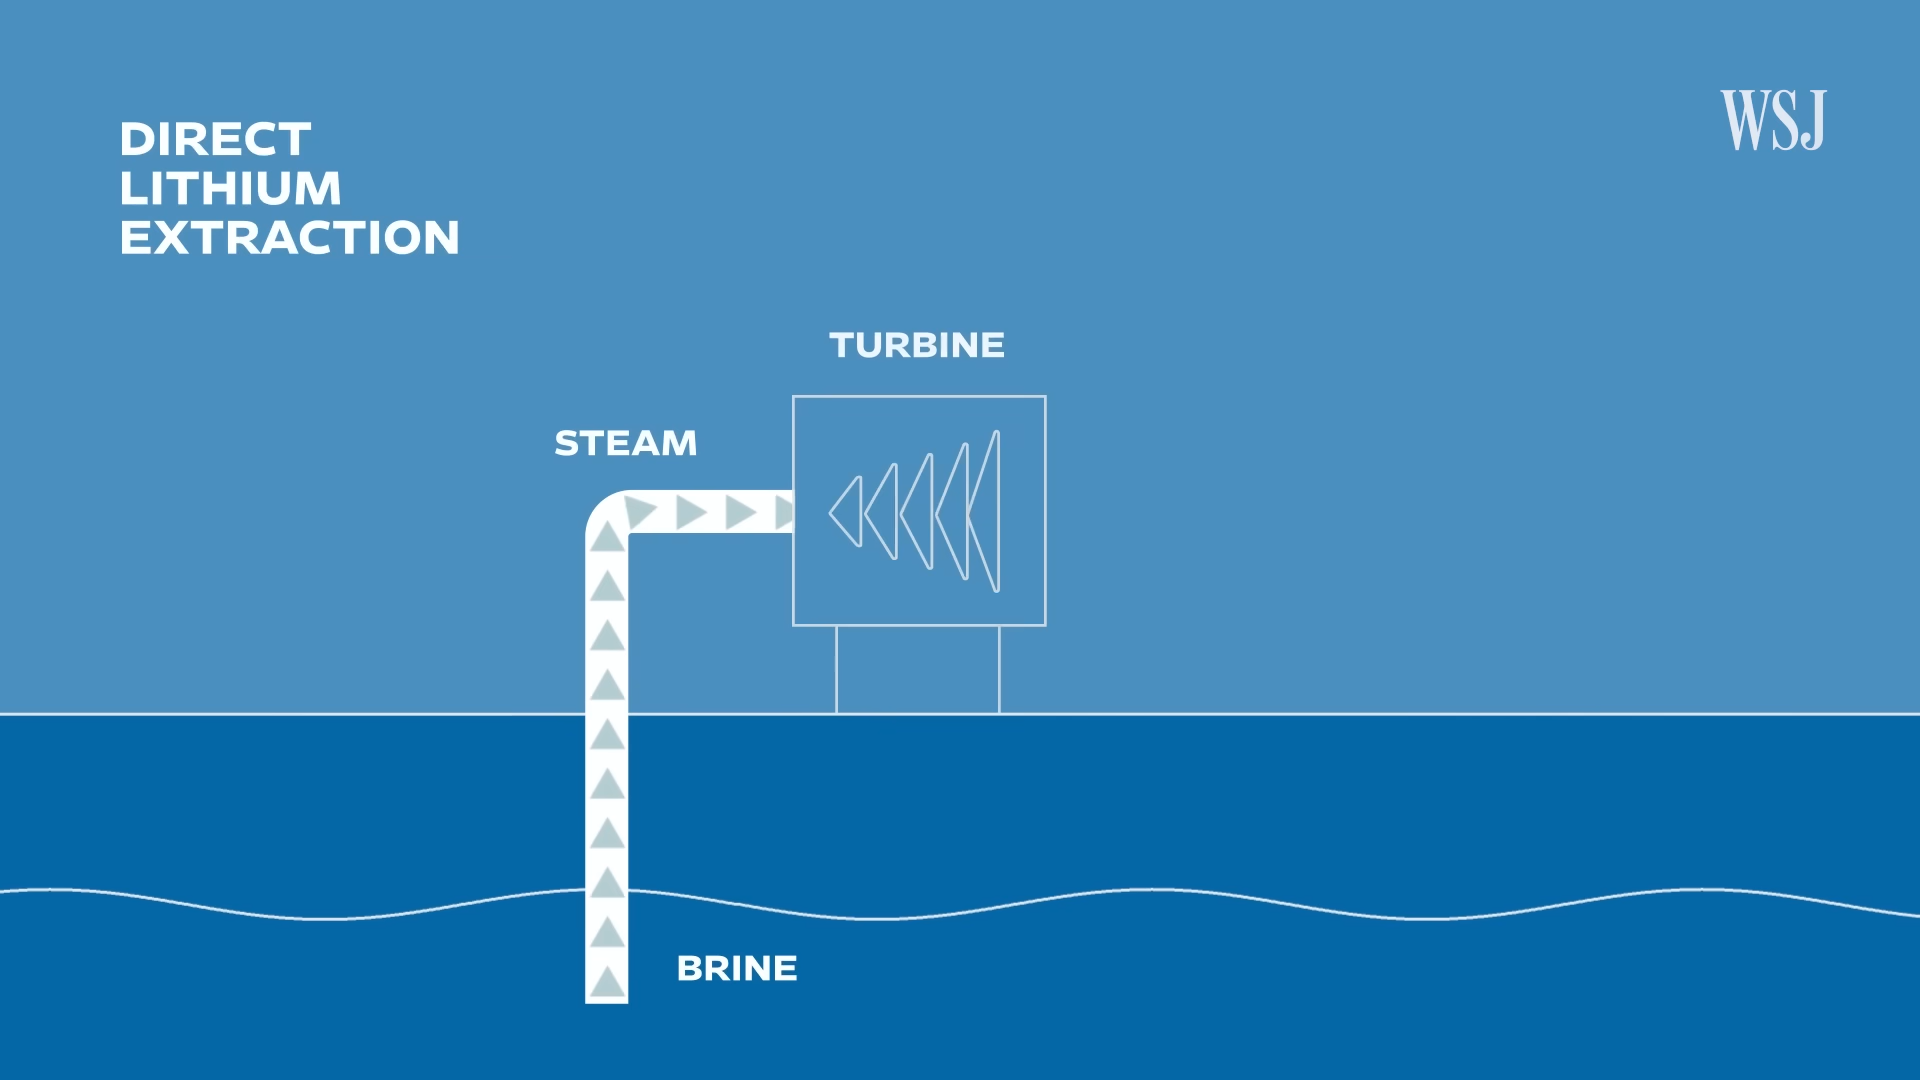 WSJ
DIRECT
LITHIUM
EXTRACTION
TURBINE
STEAM
BRINE